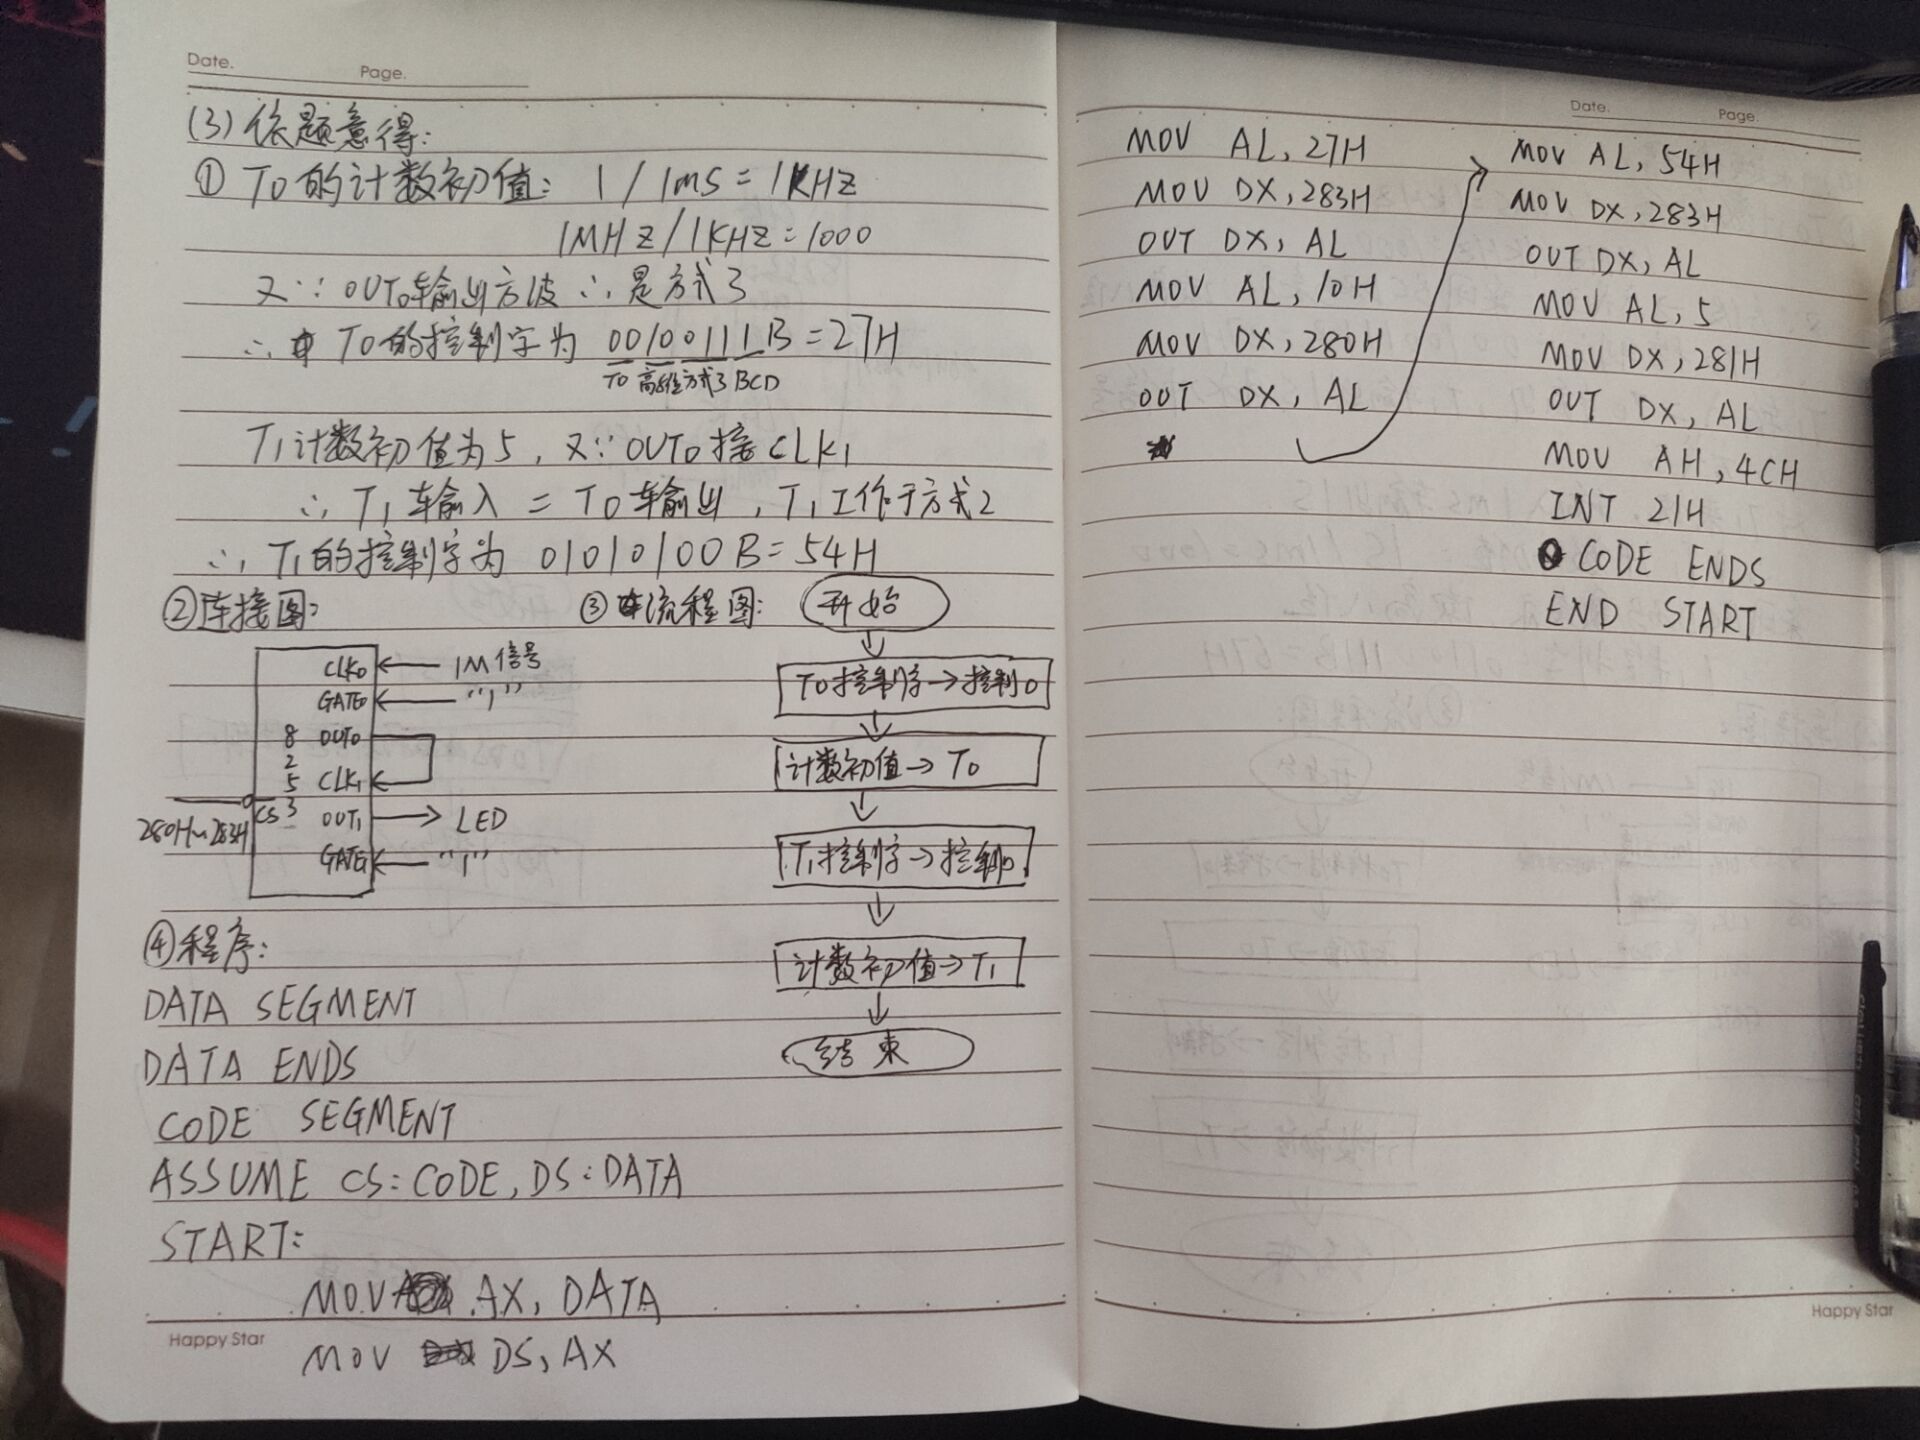 Date.
Page.
(3) 依题意得:
① T0的计数初值: 1/1ms=1KHZ
1MHZ/1KHZ=1000
又∵ OUT0输出方波 ∴ 是方式3
∴ T0的控制字为 00100111B=27H
T0 高8位 方式3 BCD
T1计数初值为5, 又∵OUT0接CLK1
∴ T1输入 = T0输出, T1工作于方式2
∴ T1的控制字为 01010100B=54H
②连接图:
CLK0 ← 1M信号
GATE0 ← "1"
8 OUT0
2
5 CLK1
CS 3 OUT1 → LED
280H~283H
GATE1 ← "1"
③流程图:
开始
T0控制字→控制口
计数初值→T0
T1控制字→控制口
计数初值→T1
结束
④程序:
DATA SEGMENT
DATA ENDS
CODE SEGMENT
ASSUME CS:CODE, DS:DATA
START:
MOV AX, DATA
MOV DS, AX
Happy Star
MOV AL, 27H
MOV DX, 283H
OUT DX, AL
MOV AL, 10H
MOV DX, 280H
OUT DX, AL
Date.
Page.
MOV AL, 54H
MOV DX, 283H
OUT DX, AL
MOV AL, 5
MOV DX, 281H
OUT DX, AL
MOV AH, 4CH
INT 21H
CODE ENDS
END START
Happy Star